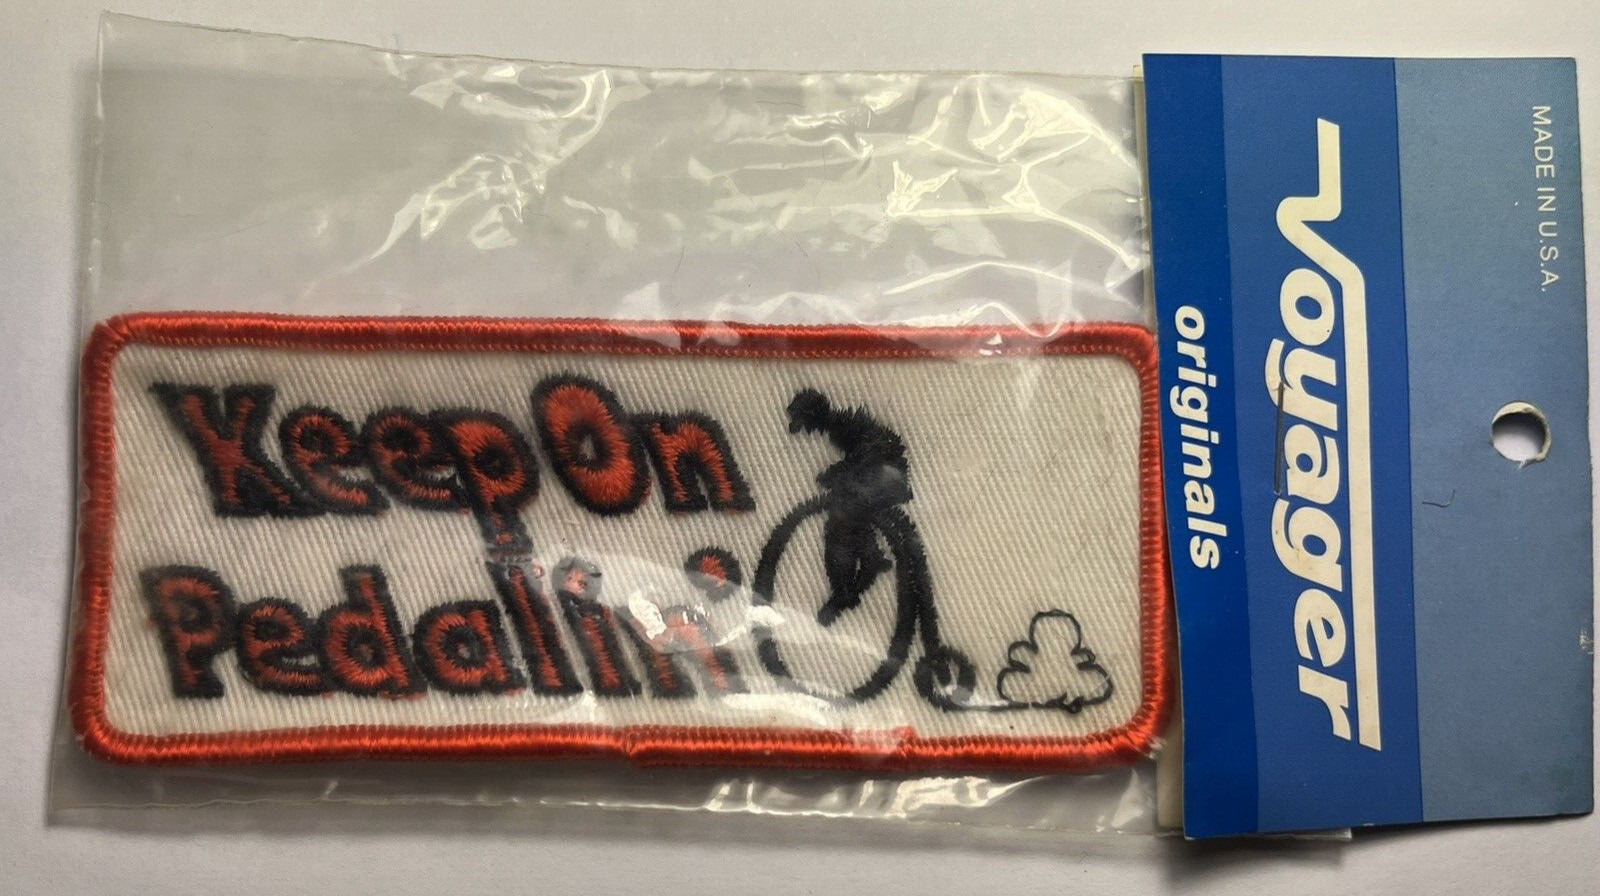 Keep On
Pedalin'
Voyager
originals
MADE IN U.S.A.